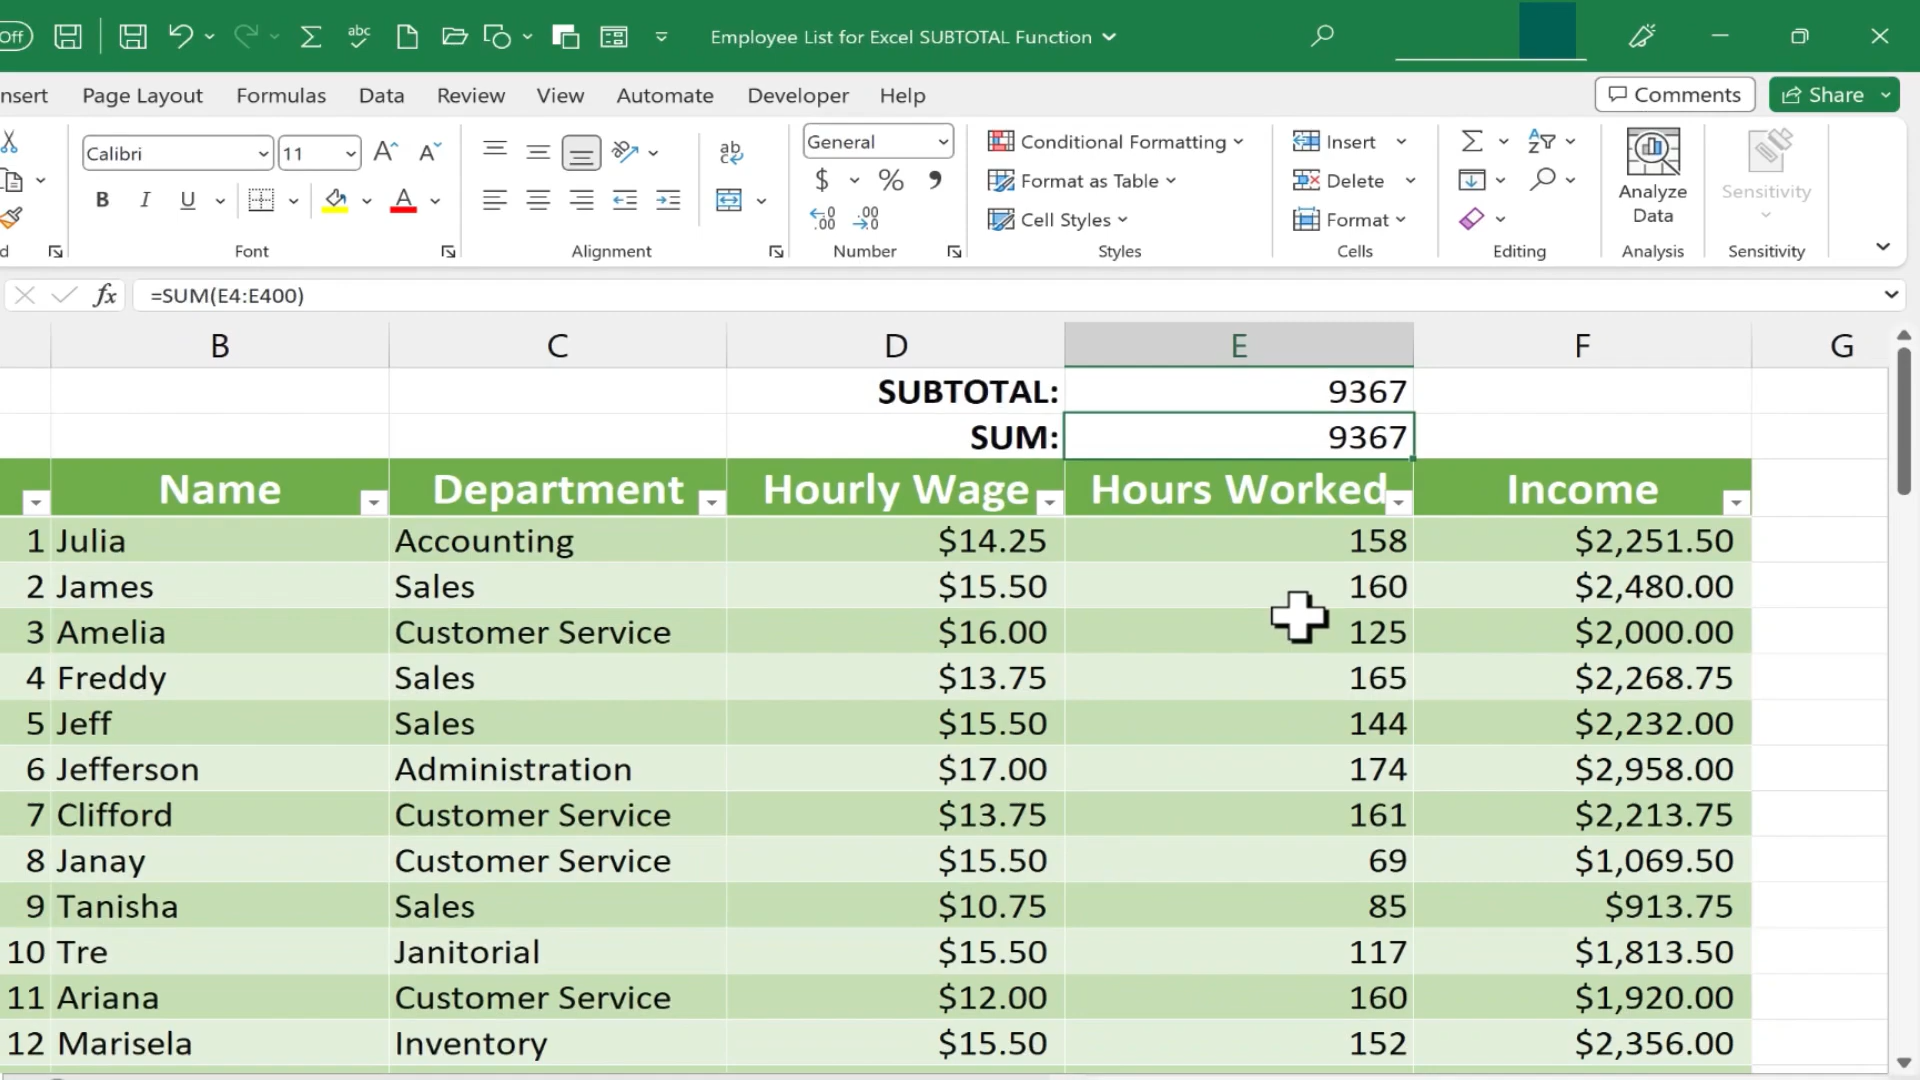 Off abc Employee List for Excel SUBTOTAL Function
nsert Page Layout Formulas Data Review View Automate Developer Help Comments Share
Calibri 11 A^ A˅ ab General Conditional Formatting Insert Σ A
c Z
$ % , Format as Table Delete Analyze Sensitivity
B I U A Data
←0 .00 Cell Styles Format
.00 →0
d Font Alignment Number Styles Cells Editing Analysis Sensitivity
fx =SUM(E4:E400)
B C D E F G
SUBTOTAL: 9367
SUM: 9367
Name Department Hourly Wage Hours Worked Income
1 Julia Accounting $14.25 158 $2,251.50
2 James Sales $15.50 160 $2,480.00
3 Amelia Customer Service $16.00 125 $2,000.00
4 Freddy Sales $13.75 165 $2,268.75
5 Jeff Sales $15.50 144 $2,232.00
6 Jefferson Administration $17.00 174 $2,958.00
7 Clifford Customer Service $13.75 161 $2,213.75
8 Janay Customer Service $15.50 69 $1,069.50
9 Tanisha Sales $10.75 85 $913.75
10 Tre Janitorial $15.50 117 $1,813.50
11 Ariana Customer Service $12.00 160 $1,920.00
12 Marisela Inventory $15.50 152 $2,356.00